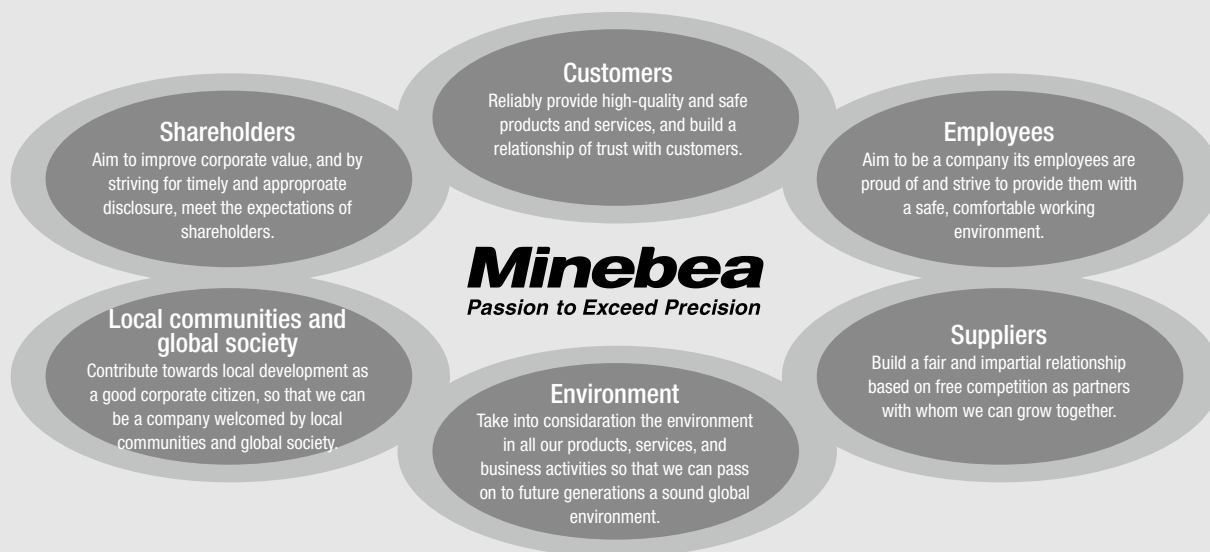 Customers
Reliably provide high-quality and safe
products and services, and build a
relationship of trust with customers.
Shareholders
Aim to improve corporate value, and by
striving for timely and approproate
disclosure, meet the expectations of
shareholders.
Employees
Aim to be a company its employees are
proud of and strive to provide them with
a safe, comfortable working
environment.
Minebea
Passion to Exceed Precision
Local communities and
global society
Contribute towards local development as
a good corporate citizen, so that we can
be a company welcomed by local
communities and global society.
Environment
Take into considaration the environment
in all our products, services, and
business activities so that we can pass
on to future generations a sound global
environment.
Suppliers
Build a fair and impartial relationship
based on free competition as partners
with whom we can grow together.